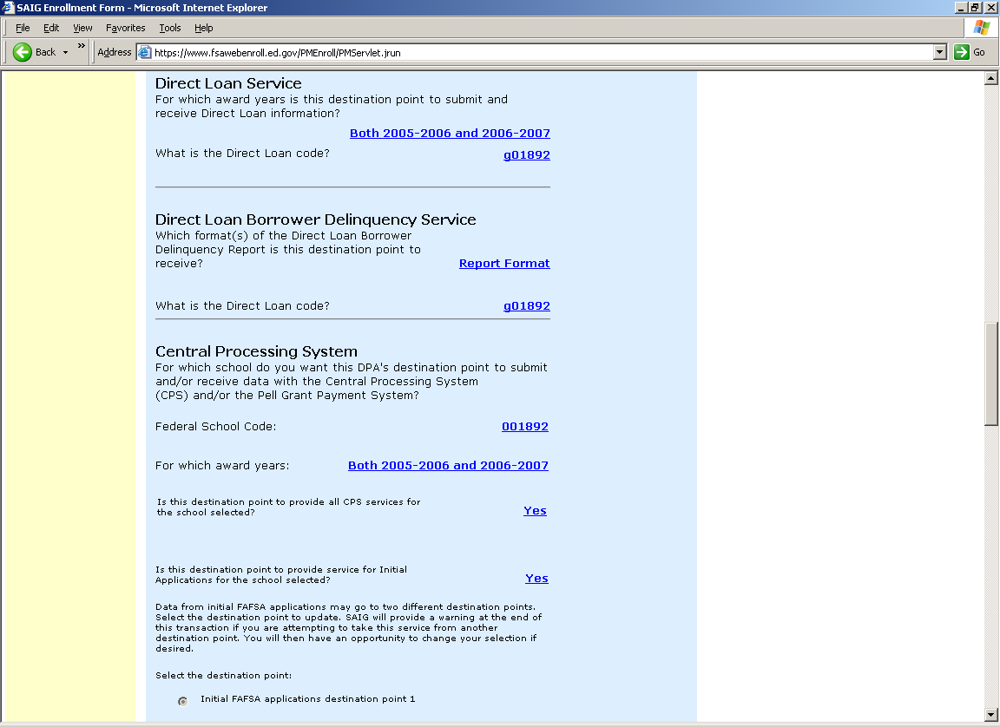 SAIG Enrollment Form - Microsoft Internet Explorer
File Edit View Favorites Tools Help
Back » Address https://www.fsawebenroll.ed.gov/PMEnroll/PMServlet.jrun Go
Direct Loan Service
For which award years is this destination point to submit and
receive Direct Loan information?
Both 2005-2006 and 2006-2007
What is the Direct Loan code? g01892
Direct Loan Borrower Delinquency Service
Which format(s) of the Direct Loan Borrower
Delinquency Report is this destination point to
receive? Report Format
What is the Direct Loan code? g01892
Central Processing System
For which school do you want this DPA's destination point to submit
and/or receive data with the Central Processing System
(CPS) and/or the Pell Grant Payment System?
Federal School Code: 001892
For which award years: Both 2005-2006 and 2006-2007
Is this destination point to provide all CPS services for
the school selected? Yes
Is this destination point to provide service for Initial
Applications for the school selected? Yes
Data from initial FAFSA applications may go to two different destination points.
Select the destination point to update. SAIG will provide a warning at the end of
this transaction if you are attempting to take this service from another
destination point. You will then have an opportunity to change your selection if
desired.
Select the destination point:
Initial FAFSA applications destination point 1